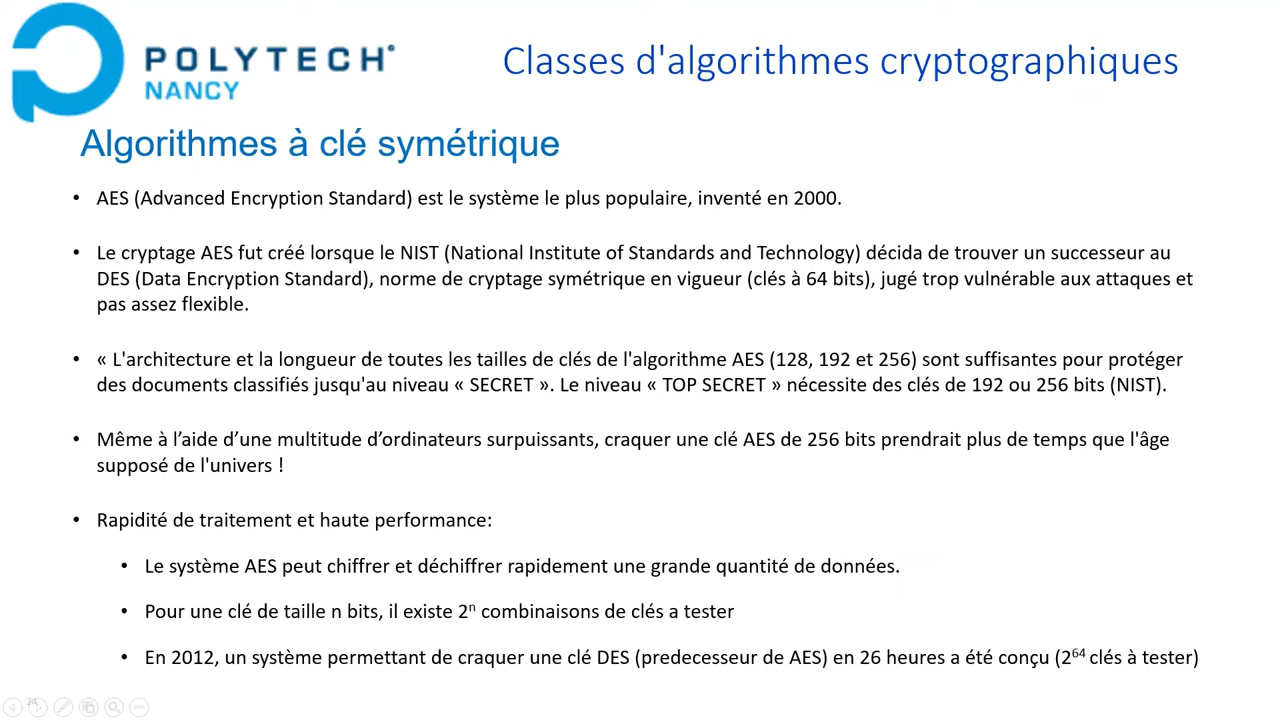 POLYTECH®
NANCY
Classes d'algorithmes cryptographiques
Algorithmes à clé symétrique
• AES (Advanced Encryption Standard) est le système le plus populaire, inventé en 2000.
• Le cryptage AES fut créé lorsque le NIST (National Institute of Standards and Technology) décida de trouver un successeur au
DES (Data Encryption Standard), norme de cryptage symétrique en vigueur (clés à 64 bits), jugé trop vulnérable aux attaques et
pas assez flexible.
• « L'architecture et la longueur de toutes les tailles de clés de l'algorithme AES (128, 192 et 256) sont suffisantes pour protéger
des documents classifiés jusqu'au niveau « SECRET ». Le niveau « TOP SECRET » nécessite des clés de 192 ou 256 bits (NIST).
• Même à l’aide d’une multitude d’ordinateurs surpuissants, craquer une clé AES de 256 bits prendrait plus de temps que l'âge
supposé de l'univers !
• Rapidité de traitement et haute performance:
• Le système AES peut chiffrer et déchiffrer rapidement une grande quantité de données.
• Pour une clé de taille n bits, il existe 2ⁿ combinaisons de clés a tester
• En 2012, un système permettant de craquer une clé DES (predecesseur de AES) en 26 heures a été conçu (2⁶⁴ clés à tester)
24